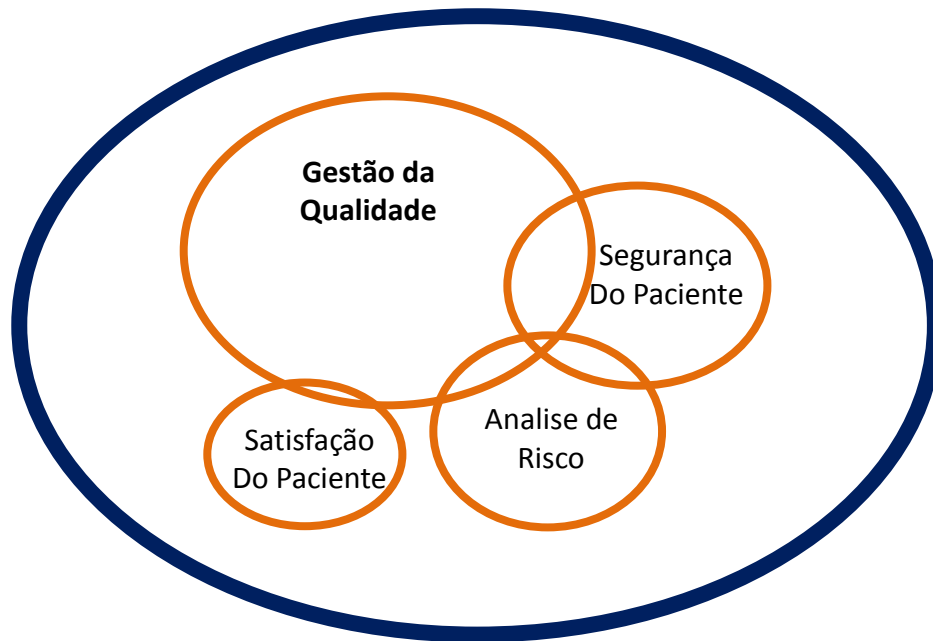 Gestão da
Qualidade
Segurança
Do Paciente
Analise de
Risco
Satisfação
Do Paciente